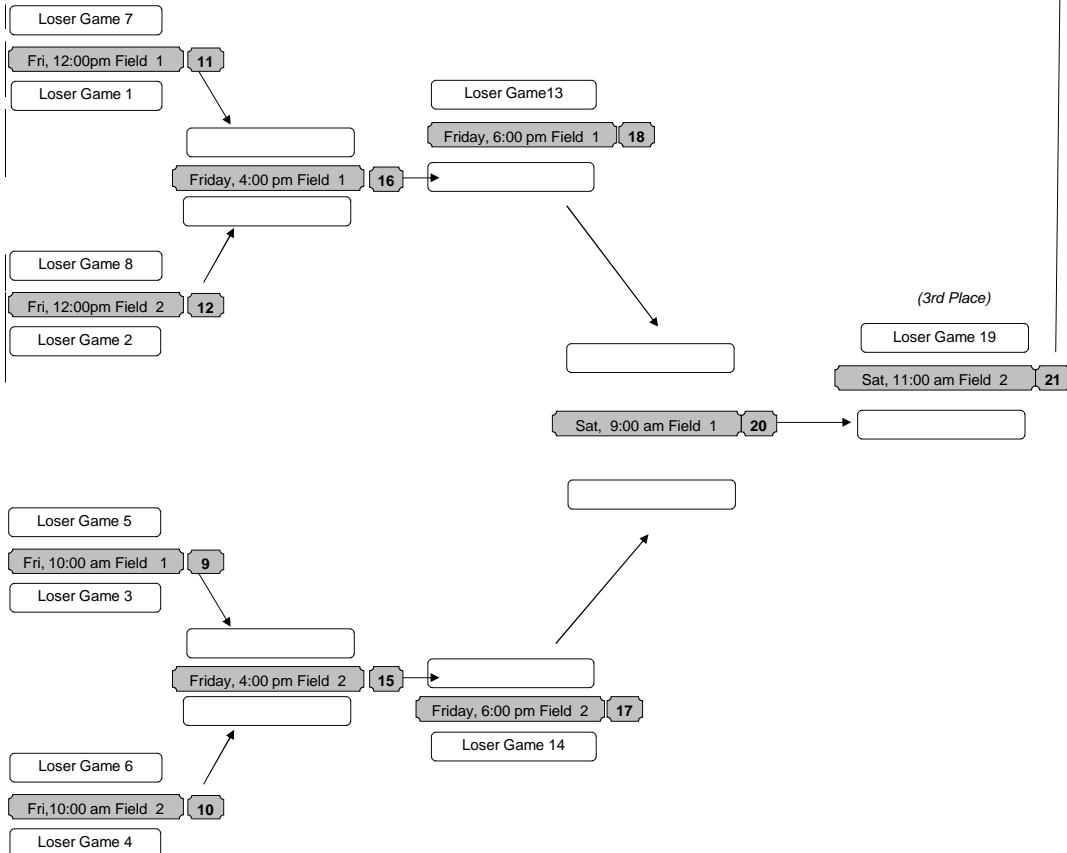 Loser Game 7
Fri, 12:00pm Field 1 11
Loser Game 1
Loser Game13
Friday, 6:00 pm Field 1 18
Friday, 4:00 pm Field 1 16
Loser Game 8
Fri, 12:00pm Field 2 12
Loser Game 2
(3rd Place)
Loser Game 19
Sat, 11:00 am Field 2 21
Sat, 9:00 am Field 1 20
Loser Game 5
Fri, 10:00 am Field 1 9
Loser Game 3
Friday, 4:00 pm Field 2 15
Friday, 6:00 pm Field 2 17
Loser Game 14
Loser Game 6
Fri,10:00 am Field 2 10
Loser Game 4